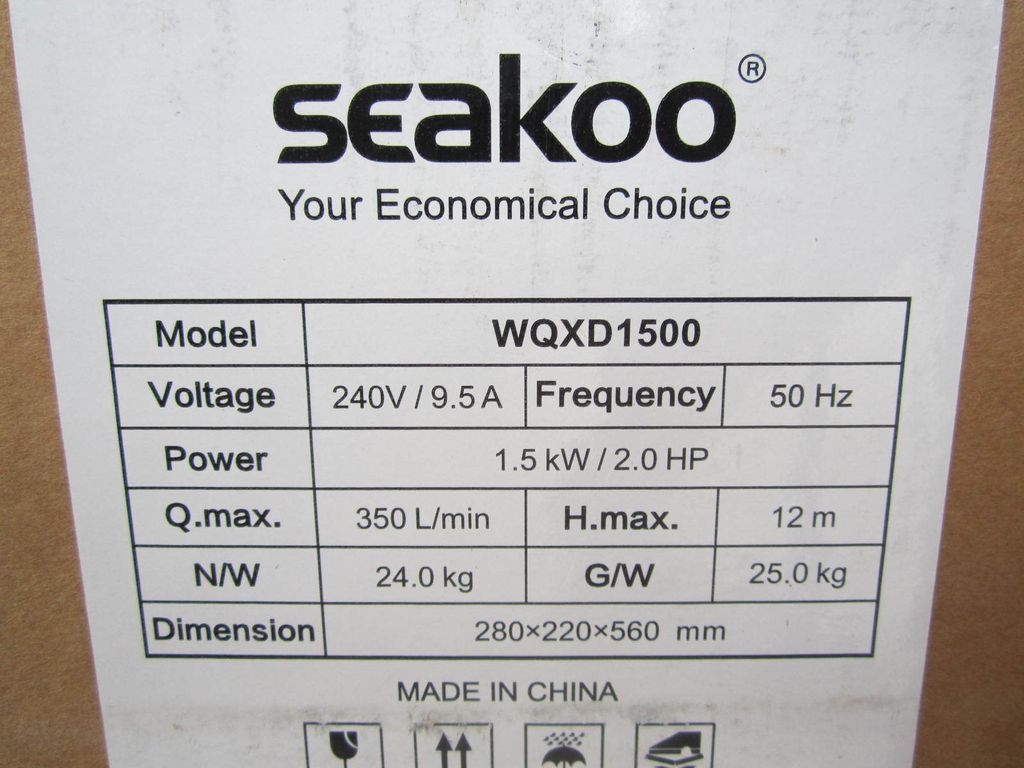 seakoo®
Your Economical Choice
Model WQXD1500
Voltage 240V / 9.5 A Frequency 50 Hz
Power 1.5 kW / 2.0 HP
Q.max. 350 L/min H.max. 12 m
N/W 24.0 kg G/W 25.0 kg
Dimension 280×220×560 mm
MADE IN CHINA